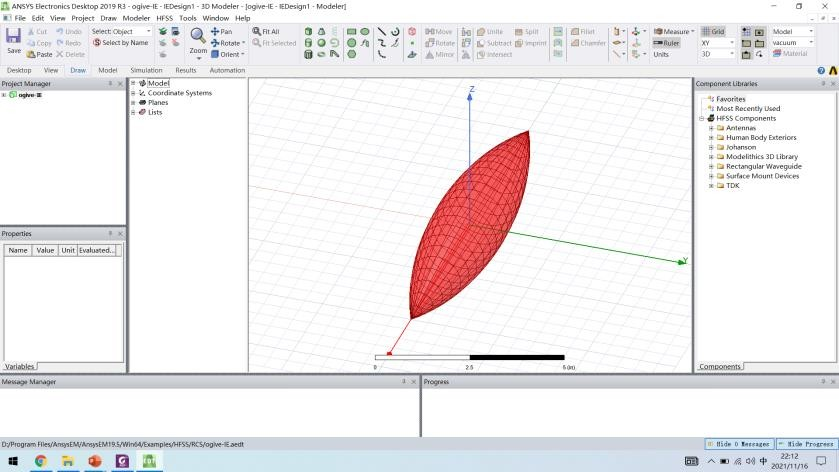 ANSYS Electronics Desktop 2019 R3 - ogive-IE - IEDesign1 - 3D Modeler - [ogive-IE - IEDesign1 - Modeler]
File Edit View Project Draw Modeler HFSS Tools Window Help
Save
Cut Copy Paste
Undo Redo Delete
Select: Object
Select by Name
Zoom
Pan Rotate Orient
Fit All
Fit Selected
Move Rotate Mirror
Unite Subtract Intersect
Split Imprint
Fillet Chamfer
Measure Ruler Units
Grid XY 3D
Model
vacuum
Material
Desktop View Draw Model Simulation Results Automation
Project Manager
ogive-IE
Model
Coordinate Systems
Planes
Lists
Properties
Name Value Unit Evaluated...
Variables
Z
Y
0 2.5 5 (in)
Component Libraries
Favorites
Most Recently Used
HFSS Components
Antennas
Human Body Exteriors
Johanson
Modelithics 3D Library
Rectangular Waveguide
Surface Mount Devices
TDK
Components
Message Manager
Progress
D:/Program Files/AnsysEM/AnsysEM19.5/Win64/Examples/HFSS/RCS/ogive-IE.aedt
Hide 0 Messages
Hide Progress
EDT
中
22:12
2021/11/16